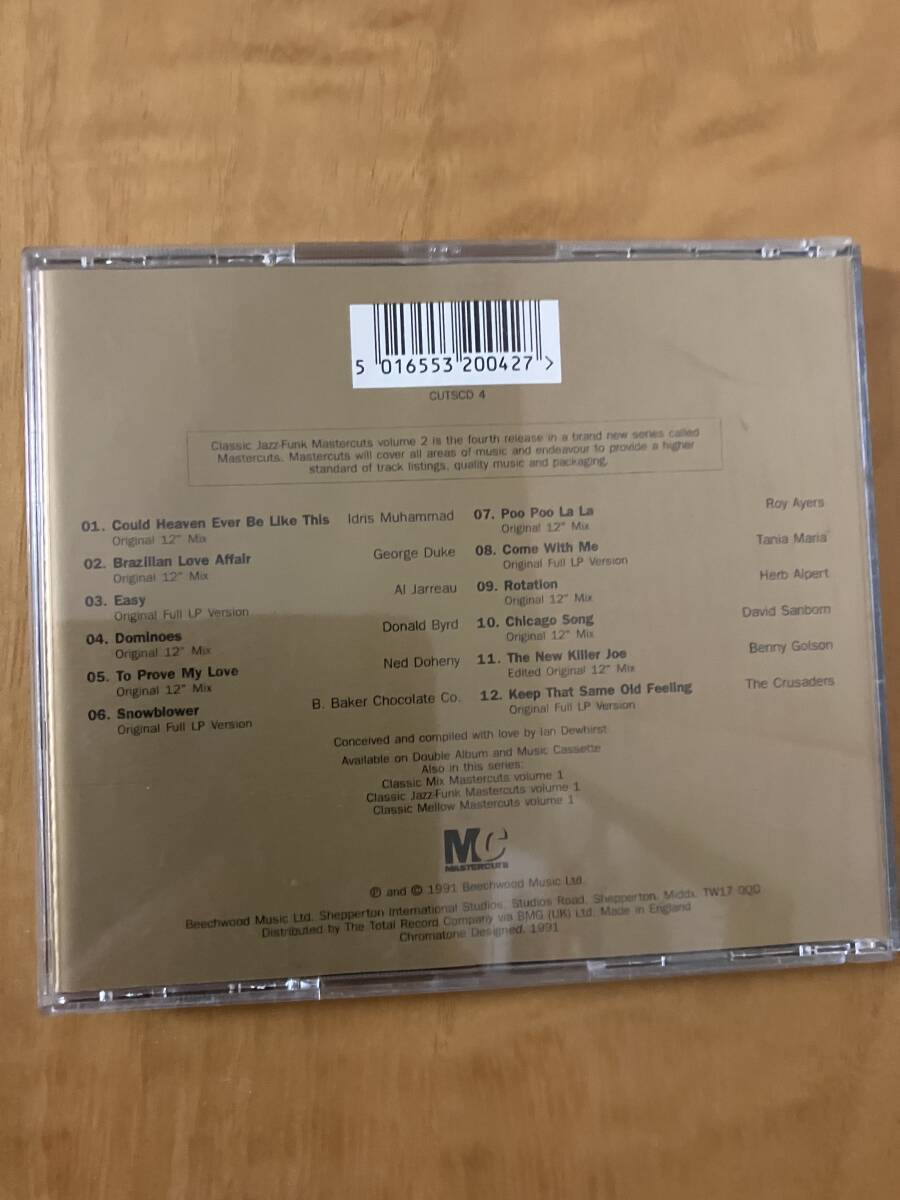 5 016553 200427 >
CUTSCD 4
Classic Jazz-Funk Mastercuts volume 2 is the fourth release in a brand new series called
Mastercuts. Mastercuts will cover all areas of music and endeavour to provide a higher
standard of track listings, quality music and packaging.
01. Could Heaven Ever Be Like This Idris Muhammad
Original 12" Mix
02. Brazilian Love Affair George Duke
Original 12" Mix
03. Easy Al Jarreau
Original Full LP Version
04. Dominoes Donald Byrd
Original 12" Mix
05. To Prove My Love Ned Doheny
Original 12" Mix
06. Snowblower B. Baker Chocolate Co.
Original Full LP Version
07. Poo Poo La La Roy Ayers
Original 12" Mix
08. Come With Me Tania Maria
Original Full LP Version
09. Rotation Herb Alpert
Original 12" Mix
10. Chicago Song David Sanborn
Original 12" Mix
11. The New Killer Joe Benny Golson
Edited Original 12" Mix
12. Keep That Same Old Feeling The Crusaders
Original Full LP Version
Conceived and compiled with love by Ian Dewhirst
Available on Double Album and Music Cassette
Also in this series:
Classic Mix Mastercuts volume 1
Classic Jazz-Funk Mastercuts volume 1
Classic Mellow Mastercuts volume 1
MC
MASTERCUTS
℗ and © 1991 Beechwood Music Ltd.
Beechwood Music Ltd. Shepperton International Studios, Studios Road, Shepperton, Middx. TW17 0QD
Distributed by The Total Record Company via BMG (UK) Ltd. Made in England
Chromatone Designed, 1991